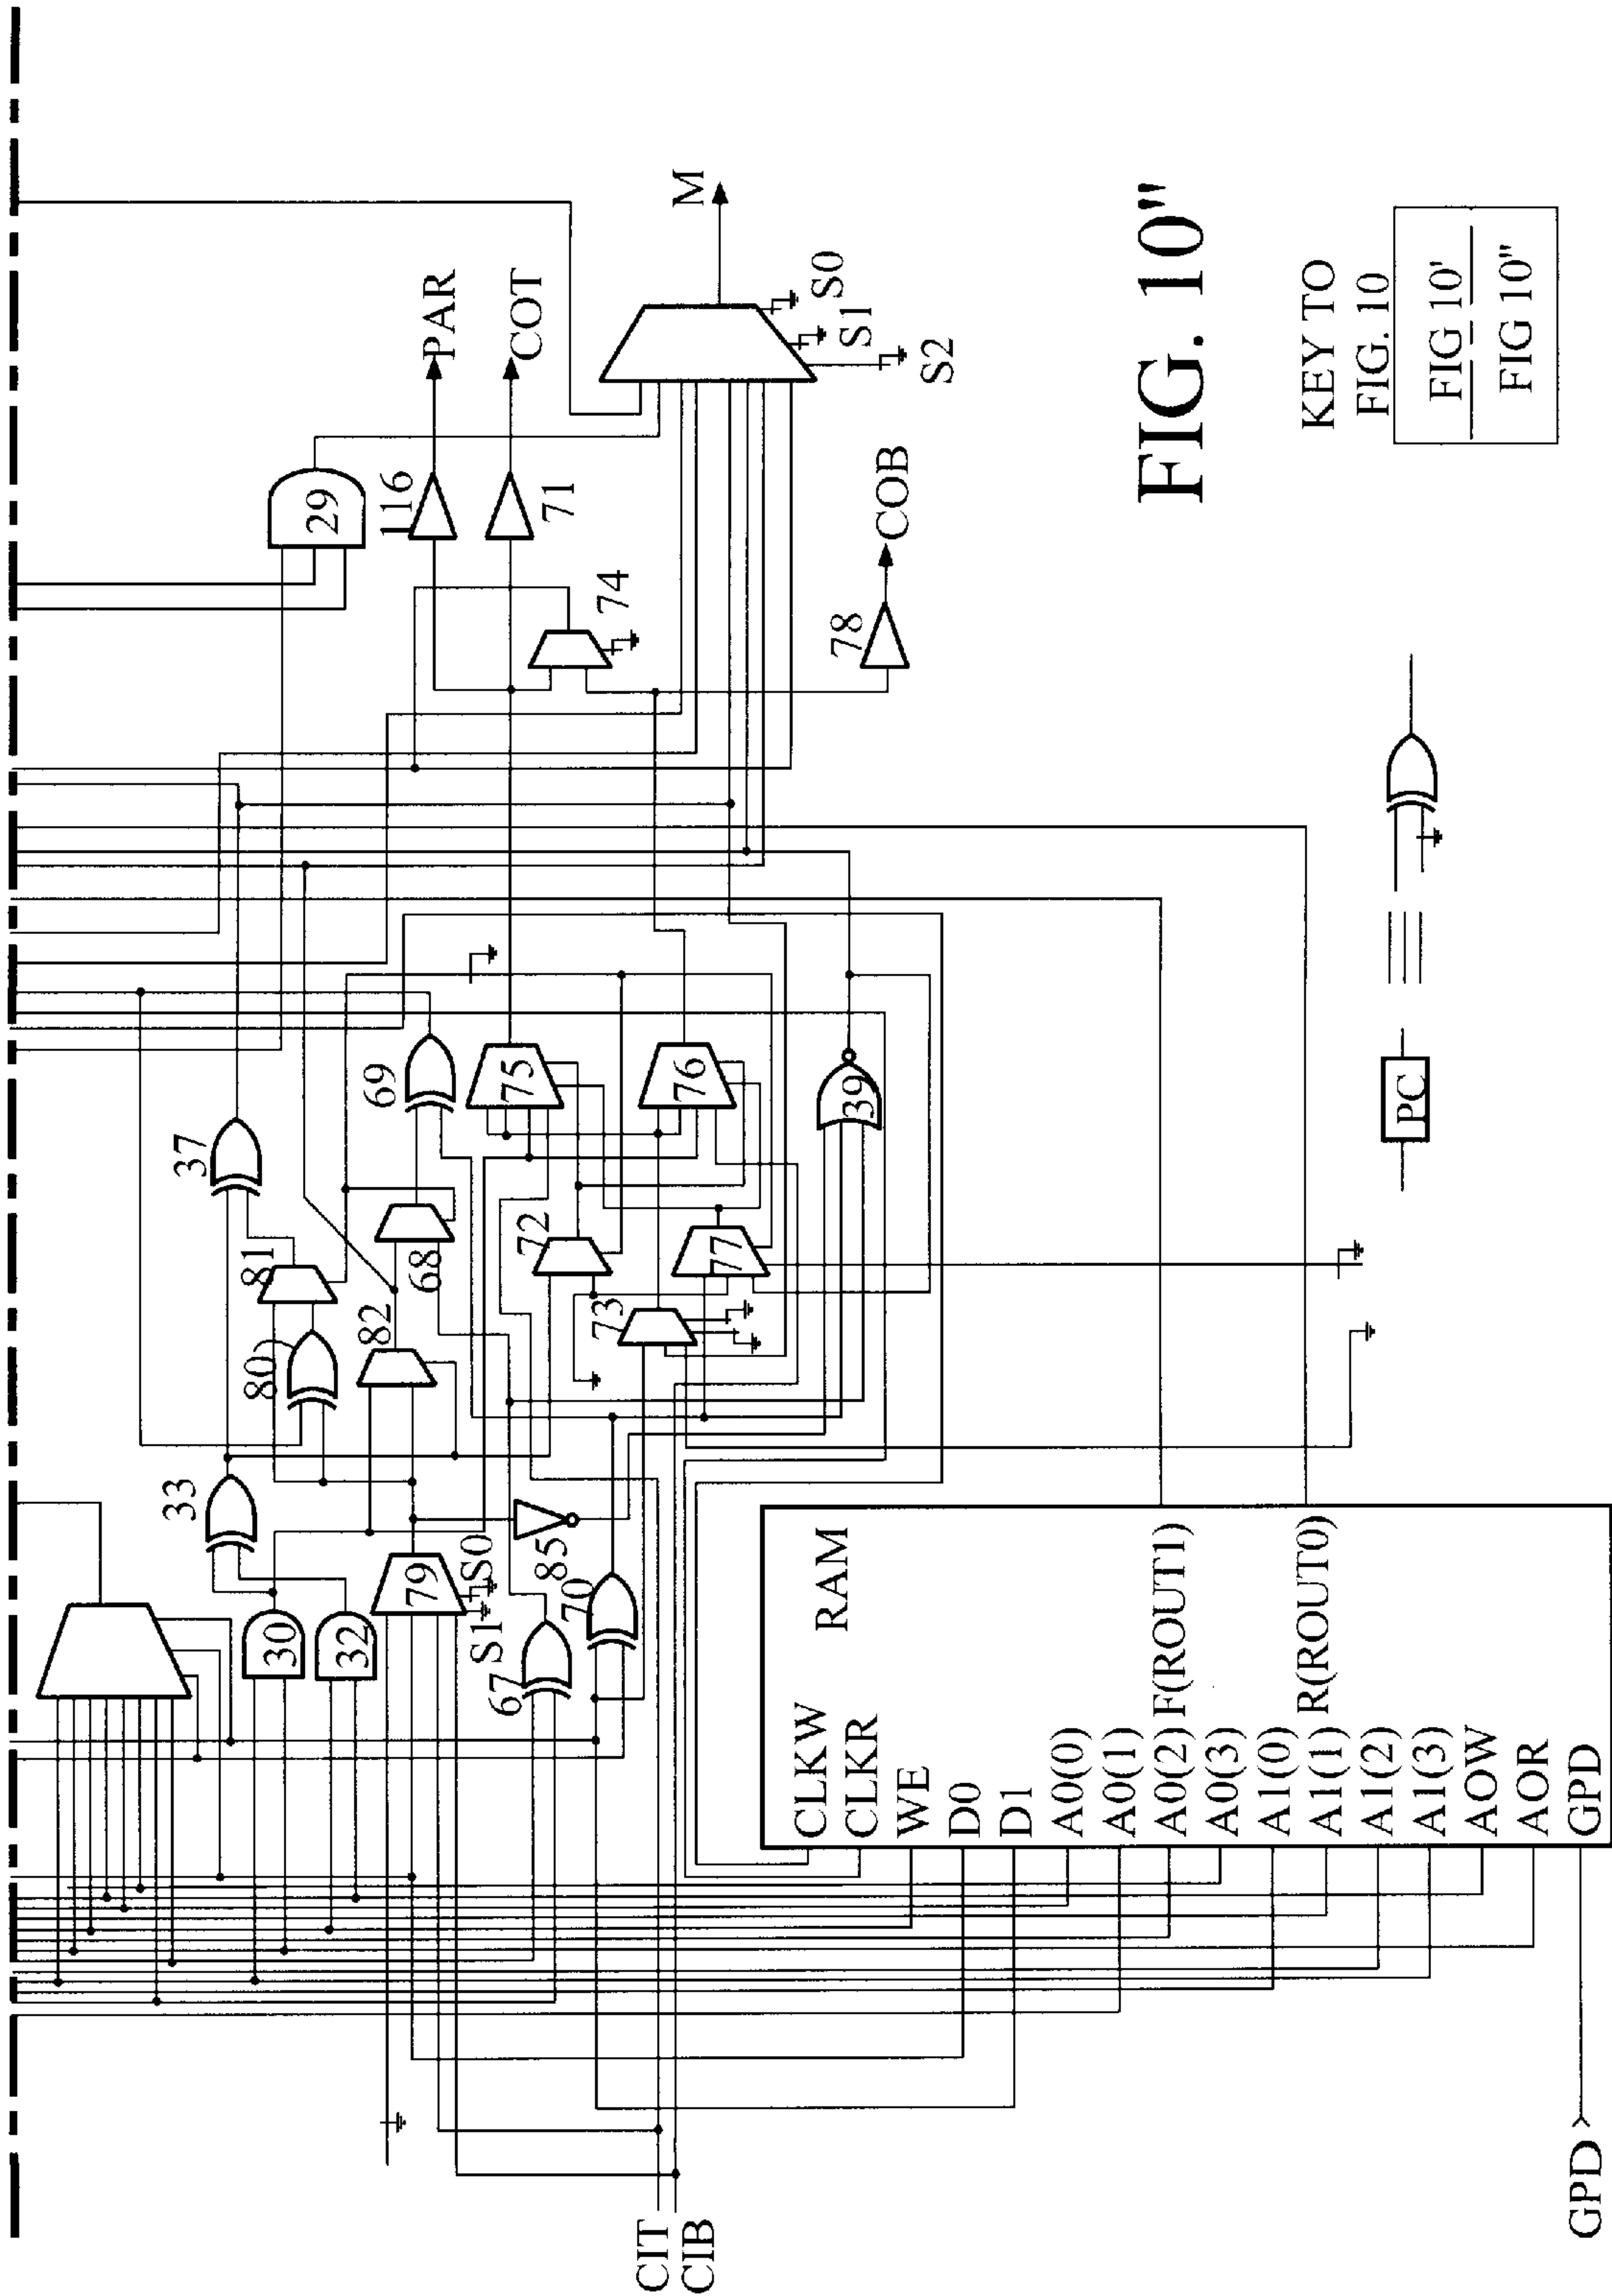 M
PAR
COT
S0
S1
S2
29
116
71
74
78
COB
37
69
75
76
39
81
80
82
68
72
77
73
33
30
32
79
S1
S0
85
67
70
CIT
CIB
RAM
CLKW
CLKR
WE
D0
D1
A0(0)
A0(1)
A0(2)
F(ROUT1)
A0(3)
A1(0)
R(ROUT0)
A1(1)
A1(2)
A1(3)
AOW
AOR
GPD
GPD
PC
FIG. 10"
KEY TO
FIG. 10
FIG 10'
FIG 10"